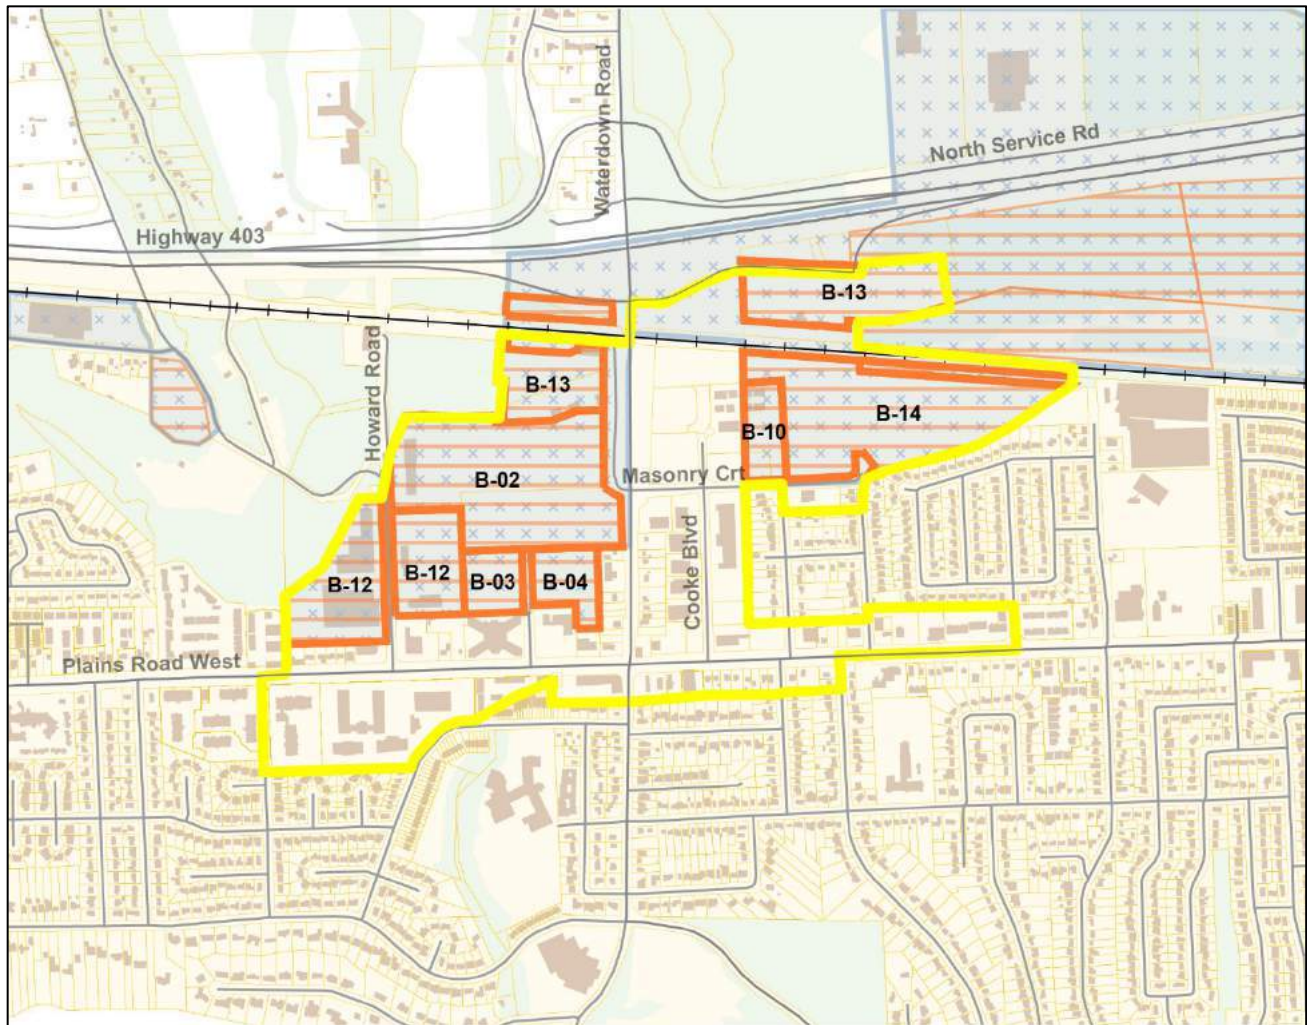 Waterdown Road
North Service Rd
Highway 403
B-13
Howard Road
B-13
B-14
B-10
B-02
Masonry Crt
Cooke Blvd
B-12
B-12
B-03
B-04
Plains Road West